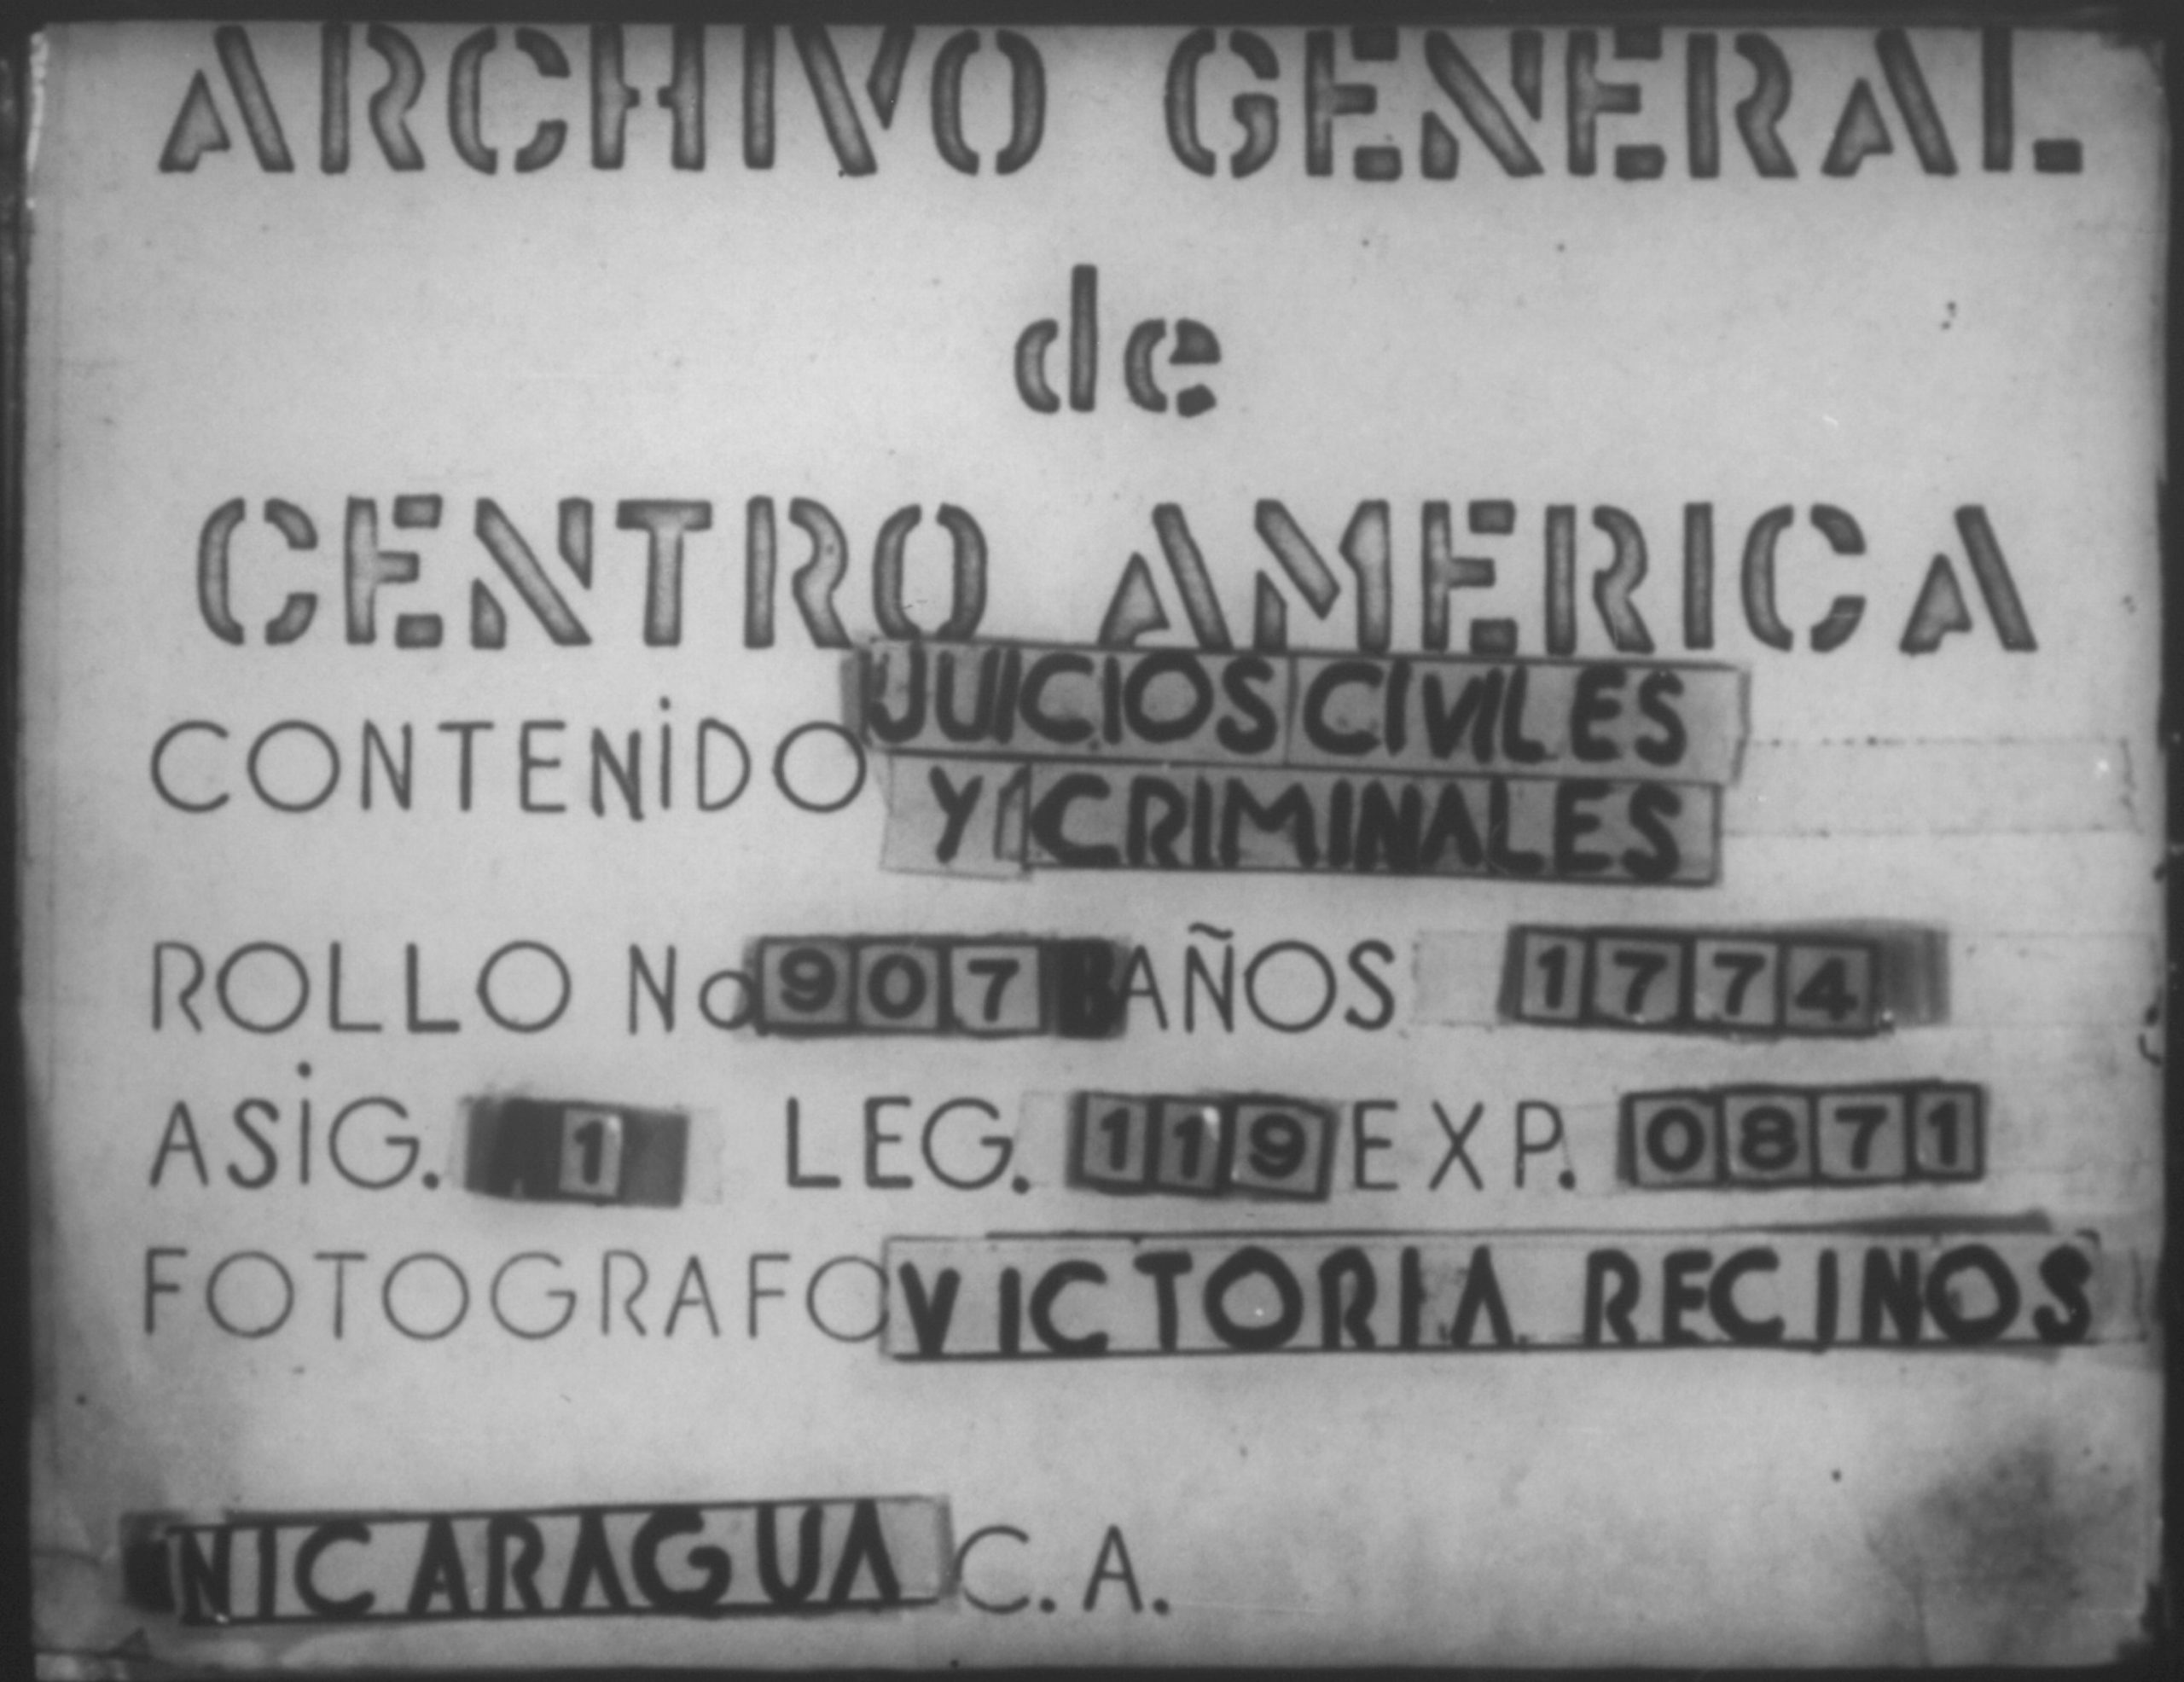 ARCHIVO GENERAL
de
CENTRO AMERICA
CONTENIDO JUICIOS CIVILES
Y CRIMINALES
ROLLO No 907 AÑOS 1774
ASIG. 1 LEG. 119 EXP. 0871
FOTOGRAFO VICTORIA RECINOS
NICARAGUA C.A.